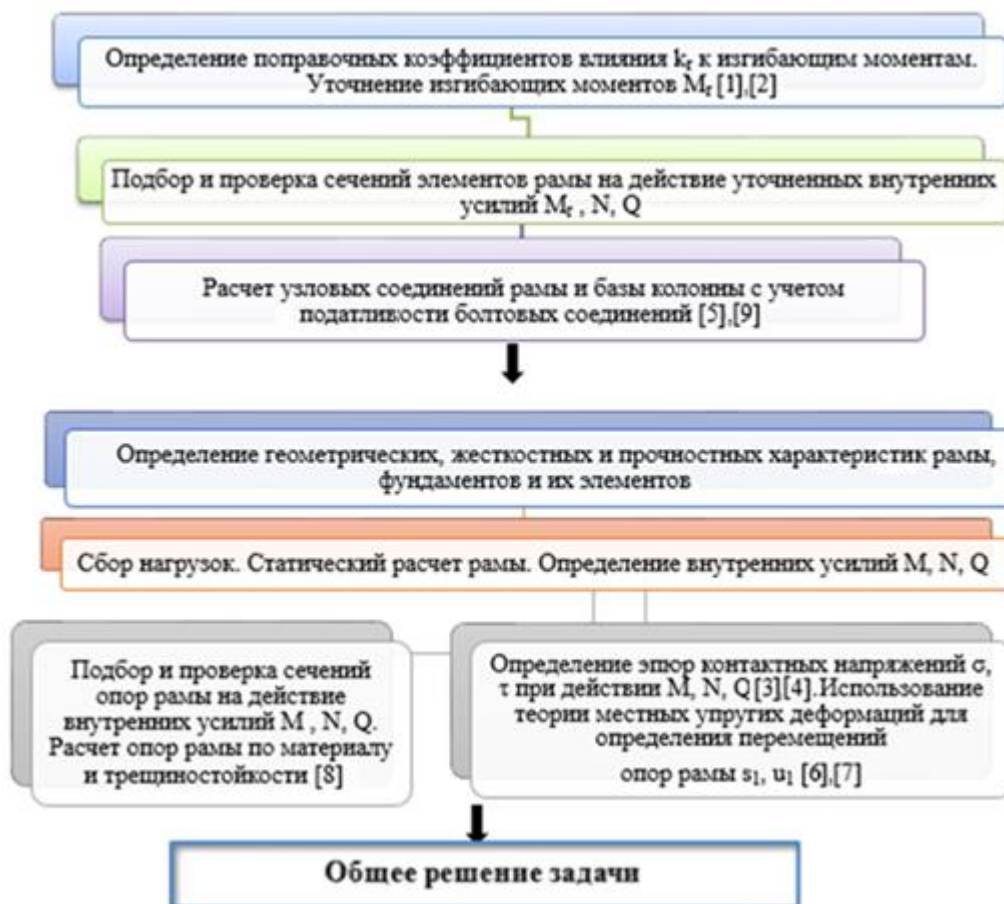 Определение поправочных коэффициентов влияния kᵣ к изгибающим моментам.
Уточнение изгибающих моментов Mᵣ [1],[2]
Подбор и проверка сечений элементов рамы на действие уточненных внутренних
усилий Mᵣ , N, Q
Расчет узловых соединений рамы и базы колонны с учетом
податливости болтовых соединений [5],[9]
Определение геометрических, жесткостных и прочностных характеристик рамы,
фундаментов и их элементов
Сбор нагрузок. Статический расчет рамы. Определение внутренних усилий M, N, Q
Подбор и проверка сечений
опор рамы на действие
внутренних усилий M , N, Q.
Расчет опор рамы по материалу
и трещиностойкости [8]
Определение эпюр контактных напряжений σ,
τ при действии M, N, Q[3][4].Использование
теории местных упругих деформаций для
определения перемещений
опор рамы s₁, u₁ [6],[7]
Общее решение задачи